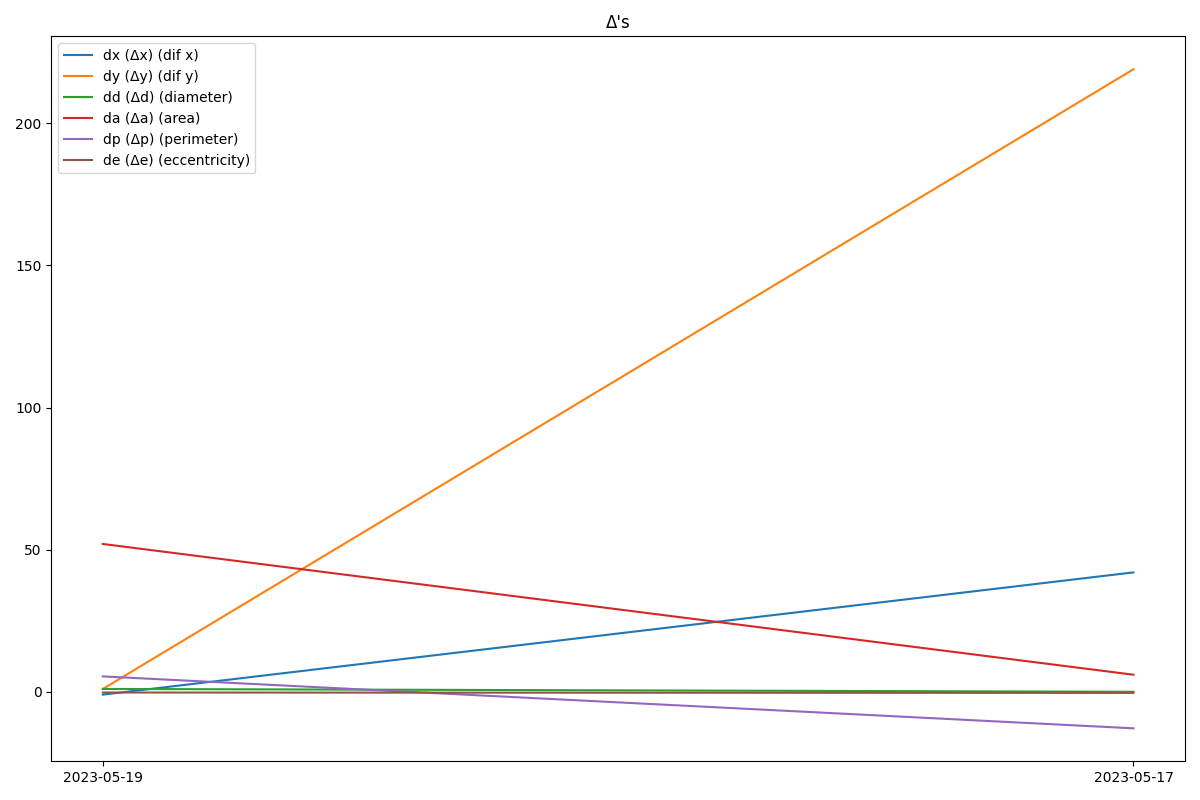 Δ's
dx (Δx) (dif x)
dy (Δy) (dif y)
dd (Δd) (diameter)
da (Δa) (area)
dp (Δp) (perimeter)
de (Δe) (eccentricity)
200
150
100
50
0
2023-05-19
2023-05-17